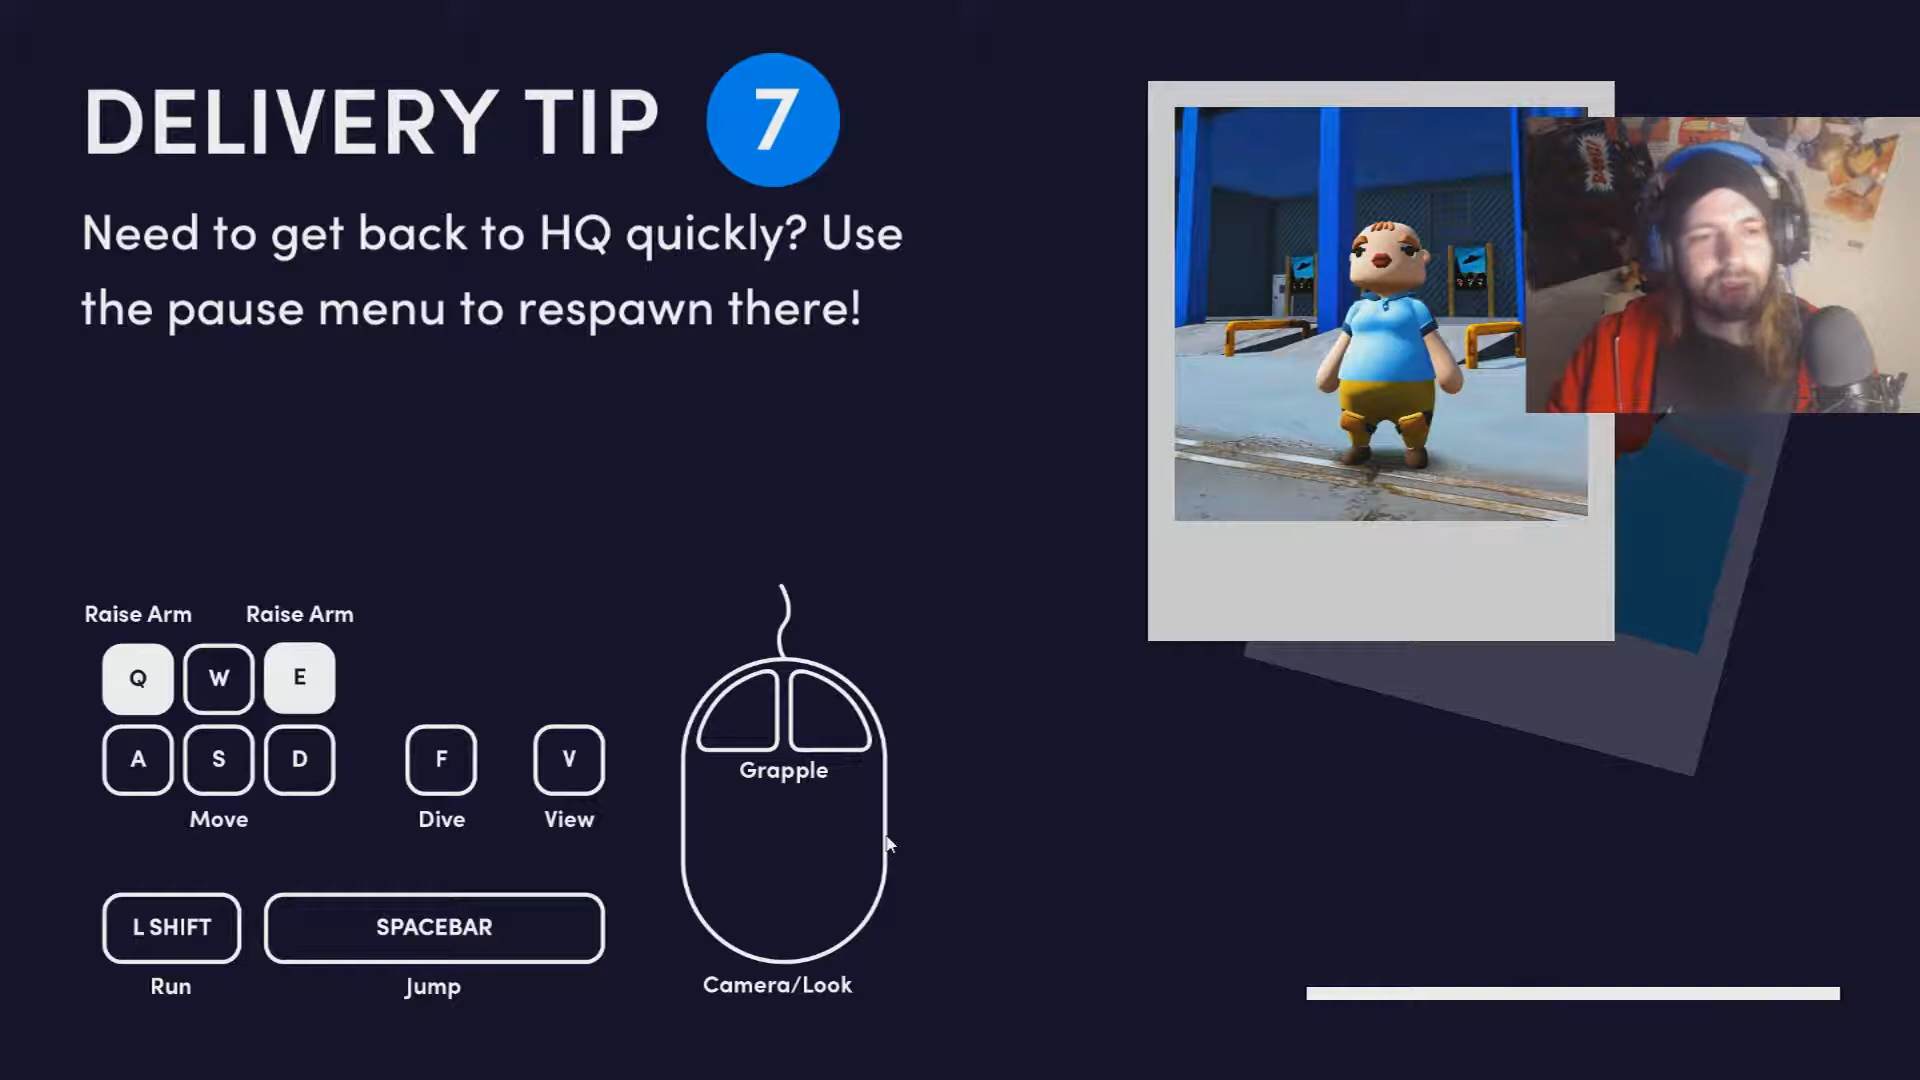 DELIVERY TIP 7
Need to get back to HQ quickly? Use
the pause menu to respawn there!
Raise Arm Raise Arm
Q W E
A S D F V
Grapple
Move Dive View
L SHIFT SPACEBAR
Run Jump Camera/Look
BANG!